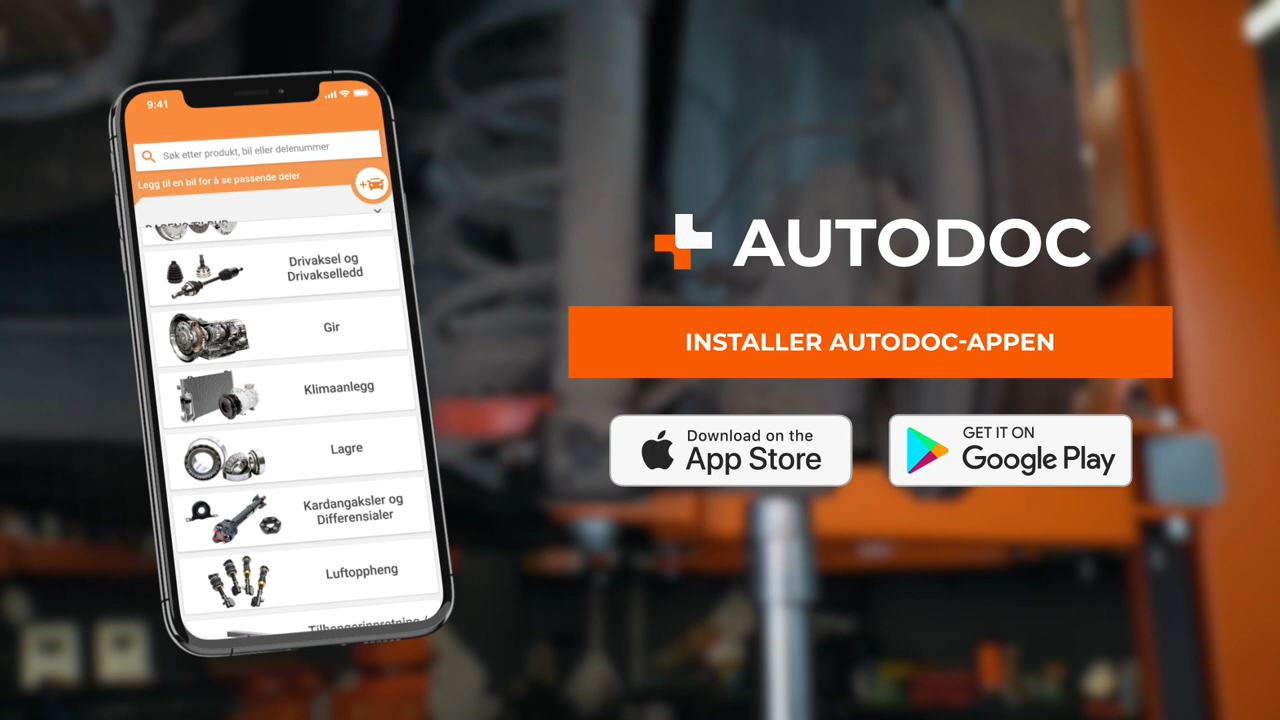 9:41
Søk etter produkt, bil eller delenummer
Legg til en bil for å se passende deler
Drivaksel og
Drivakselledd
Gir
Klimaanlegg
Lagre
Kardangaksler og
Differensialer
Luftoppheng
AUTODOC
INSTALLER AUTODOC-APPEN
Download on the
App Store
GET IT ON
Google Play